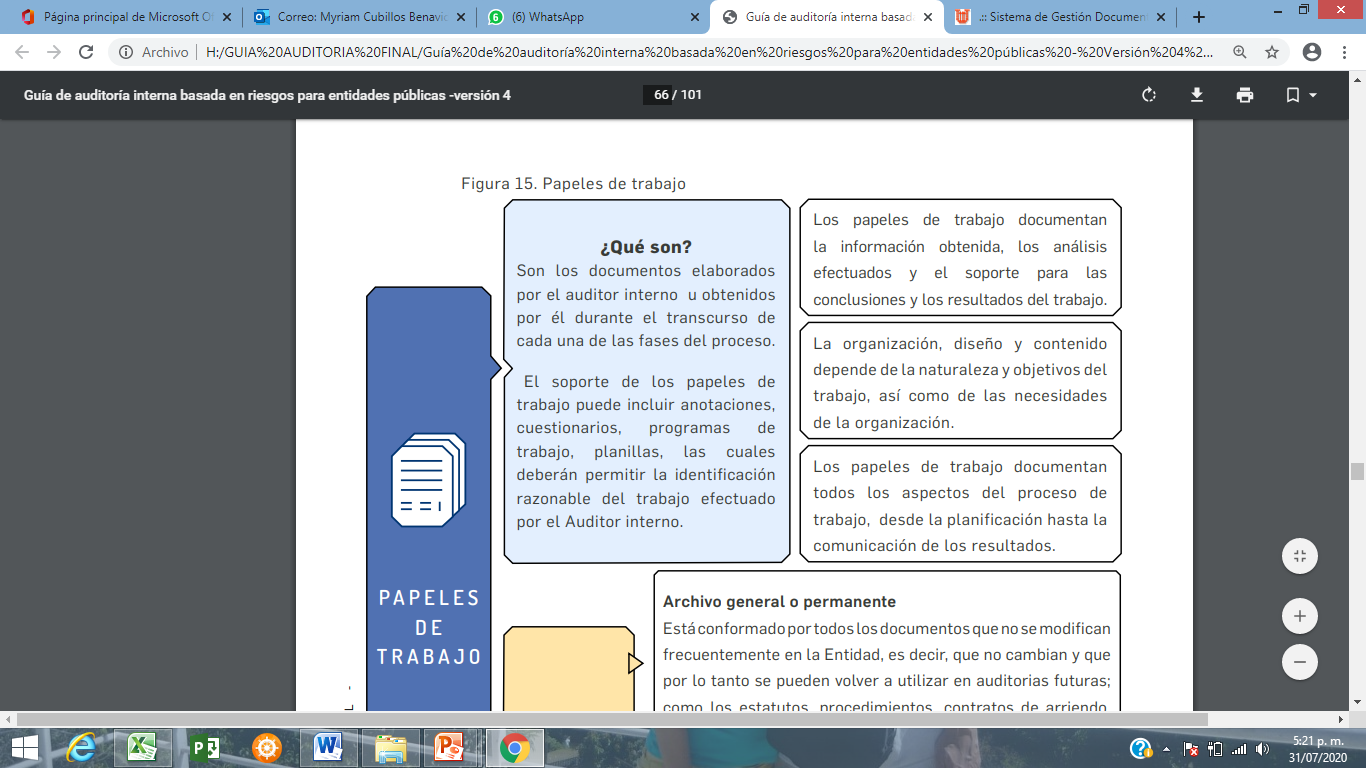 Página principal de Microsoft Of
Correo: Myriam Cubillos Benavid
(6) WhatsApp
Guía de auditoría interna basada
.:: Sistema de Gestión Documen
Archivo
H:/GUIA%20AUDITORIA%20FINAL/Guía%20de%20auditoría%20interna%20basada%20en%20riesgos%20para%20entidades%20públicas%20-%20Versión%204%2...
Guía de auditoría interna basada en riesgos para entidades públicas -versión 4
66 / 101
Figura 15. Papeles de trabajo
PAPELES
DE
TRABAJO
¿Qué son?
Son los documentos elaborados
por el auditor interno u obtenidos
por él durante el transcurso de
cada una de las fases del proceso.
El soporte de los papeles de
trabajo puede incluir anotaciones,
cuestionarios, programas de
trabajo, planillas, las cuales
deberán permitir la identificación
razonable del trabajo efectuado
por el Auditor interno.
Los papeles de trabajo documentan
la información obtenida, los análisis
efectuados y el soporte para las
conclusiones y los resultados del trabajo.
La organización, diseño y contenido
depende de la naturaleza y objetivos del
trabajo, así como de las necesidades
de la organización.
Los papeles de trabajo documentan
todos los aspectos del proceso de
trabajo, desde la planificación hasta la
comunicación de los resultados.
Archivo general o permanente
Está conformado por todos los documentos que no se modifican
frecuentemente en la Entidad, es decir, que no cambian y que
por lo tanto se pueden volver a utilizar en auditorias futuras;
como los estatutos, procedimientos, contratos de arriendo,
5:21 p. m.
31/07/2020